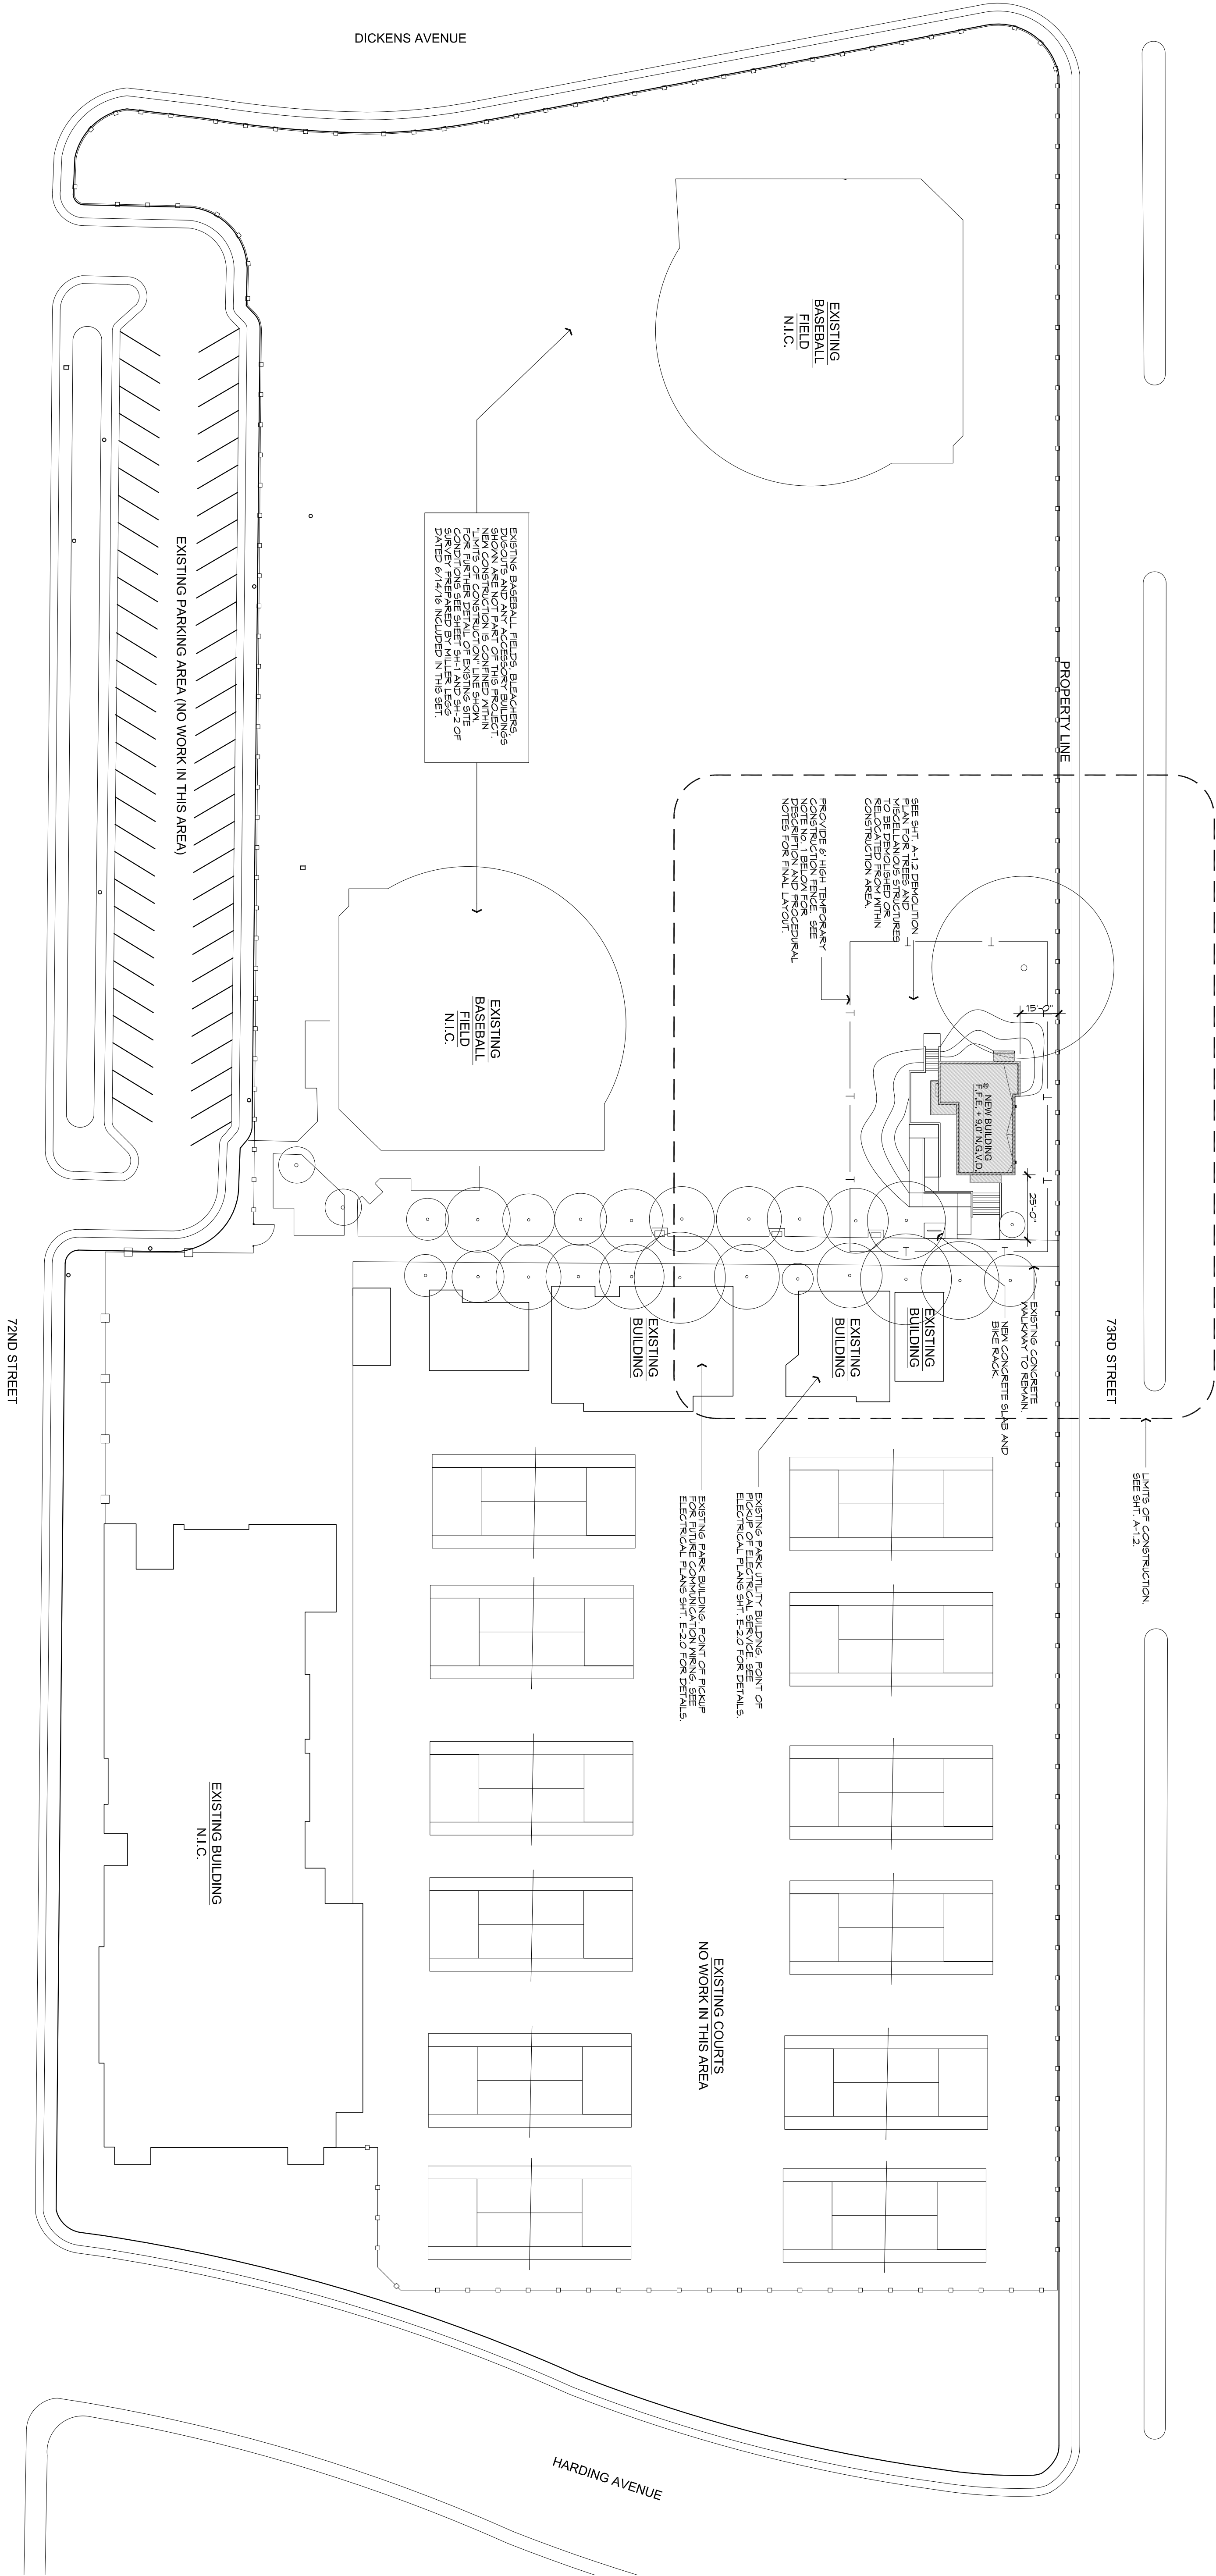 DICKENS AVENUE
EXISTING
BASEBALL
FIELD
N.I.C.
EXISTING PARKING AREA (NO WORK IN THIS AREA)
EXISTING BASEBALL FIELDS, BLEACHERS,
DUGOUTS AND ANY ACCESSORY BUILDINGS
SHOWN ARE NOT PART OF THIS PROJECT.
NEW CONSTRUCTION IS CONFINED WITHIN
"LIMITS OF CONSTRUCTION" LINE SHOW.
FOR FURTHER DETAIL OF EXISTING SITE
CONDITIONS SEE SHEET SH-1 AND SH-2 OF
SURVEY PREPARED BY MILLER LEGG
DATED 6/14/16 INCLUDED IN THIS SET.
PROPERTY LINE
SEE SHT. A-1.2 DEMOLITION
PLAN FOR TREES AND
MISCELLANIOUS STRUCTURES
TO BE DEMOLISHED OR
RELOCATED FROM WITHIN
CONSTRUCTION AREA.
PROVIDE 6' HIGH TEMPORARY
CONSTRUCTION FENCE. SEE
NOTE No. 1 BELOW FOR
DESCRIPTION AND PROCEDURAL
NOTES FOR FINAL LAYOUT.
EXISTING
BASEBALL
FIELD
N.I.C.
15'-0"
NEW BUILDING
F.F.E. + 9.0' N.G.V.D.
25'-0"
EXISTING CONCRETE
WALKWAY TO REMAIN.
NEW CONCRETE SLAB AND
BIKE RACK.
73RD STREET
72ND STREET
EXISTING
BUILDING
EXISTING
BUILDING
EXISTING
BUILDING
LIMITS OF CONSTRUCTION.
SEE SHT. A-1.2.
EXISTING PARK UTILITY BUILDING, POINT OF
PICKUP OF ELECTRICAL SERVICE. SEE
ELECTRICAL PLANS SHT. E-2.0 FOR DETAILS.
EXISTING PARK BUILDING, POINT OF PICKUP
FOR FUTURE COMMUNICATION WIRING. SEE
ELECTRICAL PLANS SHT. E-2.0 FOR DETAILS.
EXISTING BUILDING
N.I.C.
EXISTING COURTS
NO WORK IN THIS AREA
HARDING AVENUE